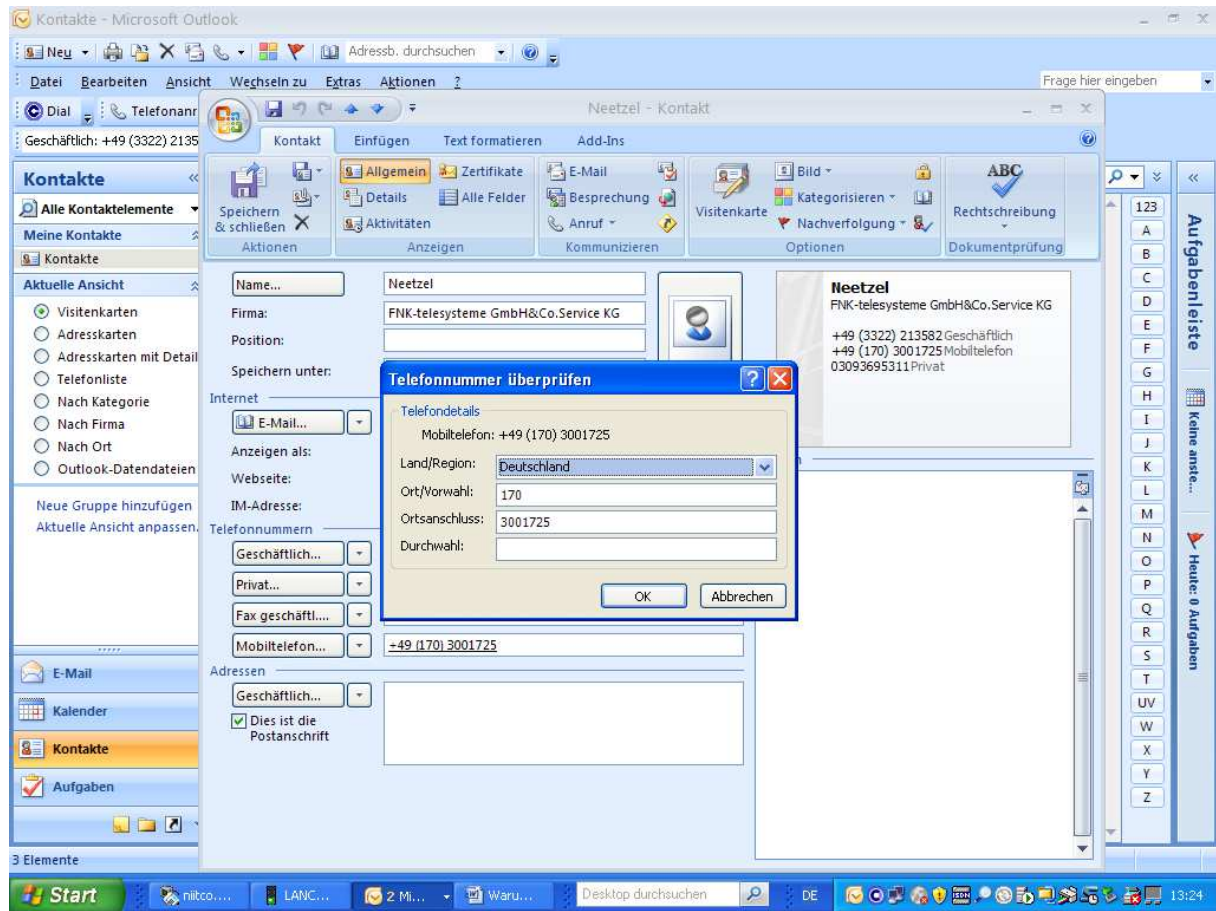 Kontakte - Microsoft Outlook
Neu
Adressb. durchsuchen
Datei Bearbeiten Ansicht Wechseln zu Extras Aktionen ?
Frage hier eingeben
Dial Telefonanr
Geschäftlich: +49 (3322) 2135
Neetzel - Kontakt
Kontakt Einfügen Text formatieren Add-Ins
Speichern & schließen
Aktionen
Allgemein Zertifikate
Details Alle Felder
Aktivitäten
Anzeigen
E-Mail
Besprechung
Anruf
Kommunizieren
Visitenkarte
Bild
Kategorisieren
Nachverfolgung
Optionen
ABC
Rechtschreibung
Dokumentprüfung
Kontakte
Alle Kontaktelemente
Meine Kontakte
Kontakte
Aktuelle Ansicht
Visitenkarten
Adresskarten
Adresskarten mit Detail
Telefonliste
Nach Kategorie
Nach Firma
Nach Ort
Outlook-Datendateien
Neue Gruppe hinzufügen
Aktuelle Ansicht anpassen.
E-Mail
Kalender
Kontakte
Aufgaben
3 Elemente
Name... Neetzel
Firma: FNK-telesysteme GmbH&Co.Service KG
Position:
Speichern unter:
Internet
E-Mail...
Anzeigen als:
Webseite:
IM-Adresse:
Telefonnummern
Geschäftlich...
Privat...
Fax geschäftl....
Mobiltelefon... +49 (170) 3001725
Adressen
Geschäftlich...
Dies ist die
Postanschrift
Neetzel
FNK-telesysteme GmbH&Co.Service KG
+49 (3322) 213582 Geschäftlich
+49 (170) 3001725 Mobiltelefon
03093695311 Privat
Telefonnummer überprüfen
Telefondetails
Mobiltelefon: +49 (170) 3001725
Land/Region: Deutschland
Ort/Vorwahl: 170
Ortsanschluss: 3001725
Durchwahl:
OK Abbrechen
123
A
B
C
D
E
F
G
H
I
J
K
L
M
N
O
P
Q
R
S
T
UV
W
X
Y
Z
Aufgabenleiste
Keine anste...
Heute: 0 Aufgaben
Start niitco.... LANC... 2 Mi... Waru... Desktop durchsuchen DE 13:24